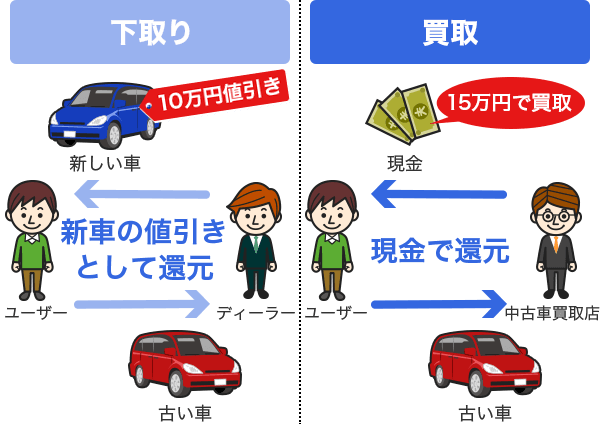 下取り
10万円値引き
新しい車
新車の値引き
として還元
ユーザー
ディーラー
古い車
買取
15万円で買取
現金
現金で還元
ユーザー
中古車買取店
古い車